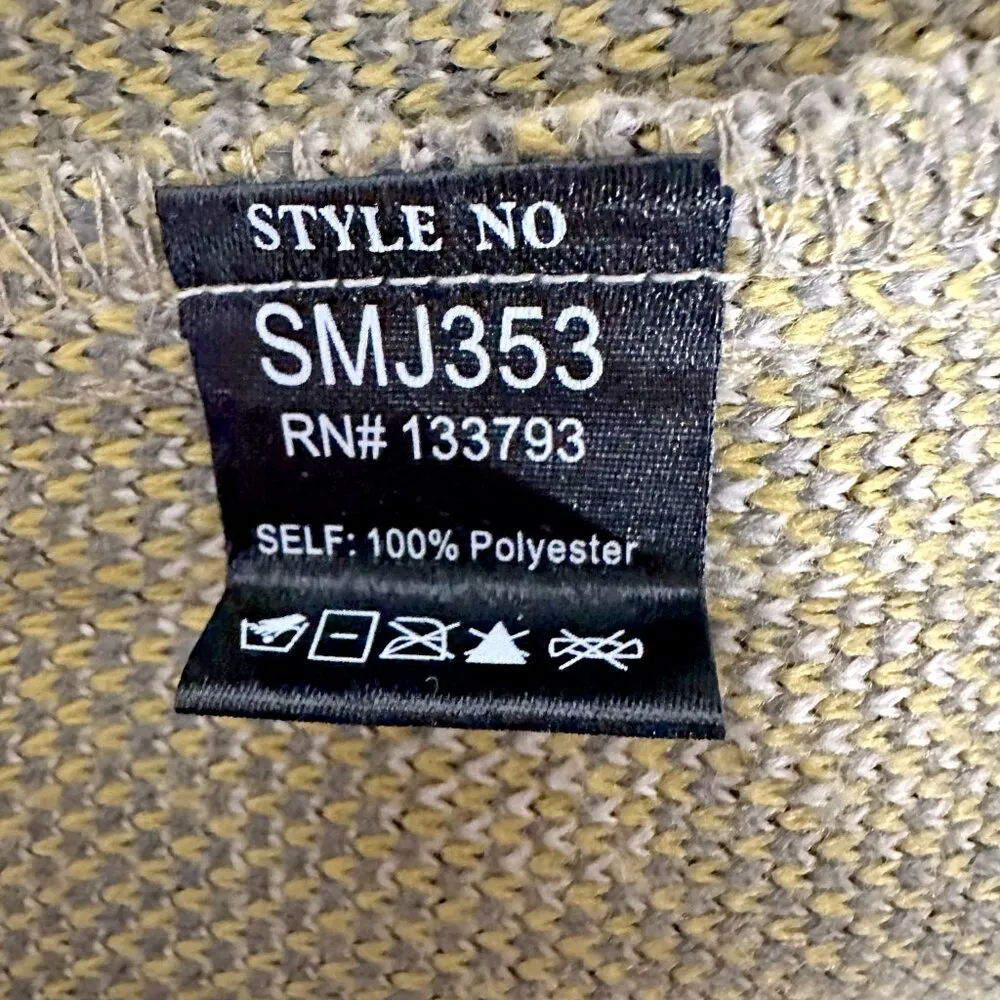 STYLE NO
SMJ353
RN# 133793
SELF: 100% Polyester